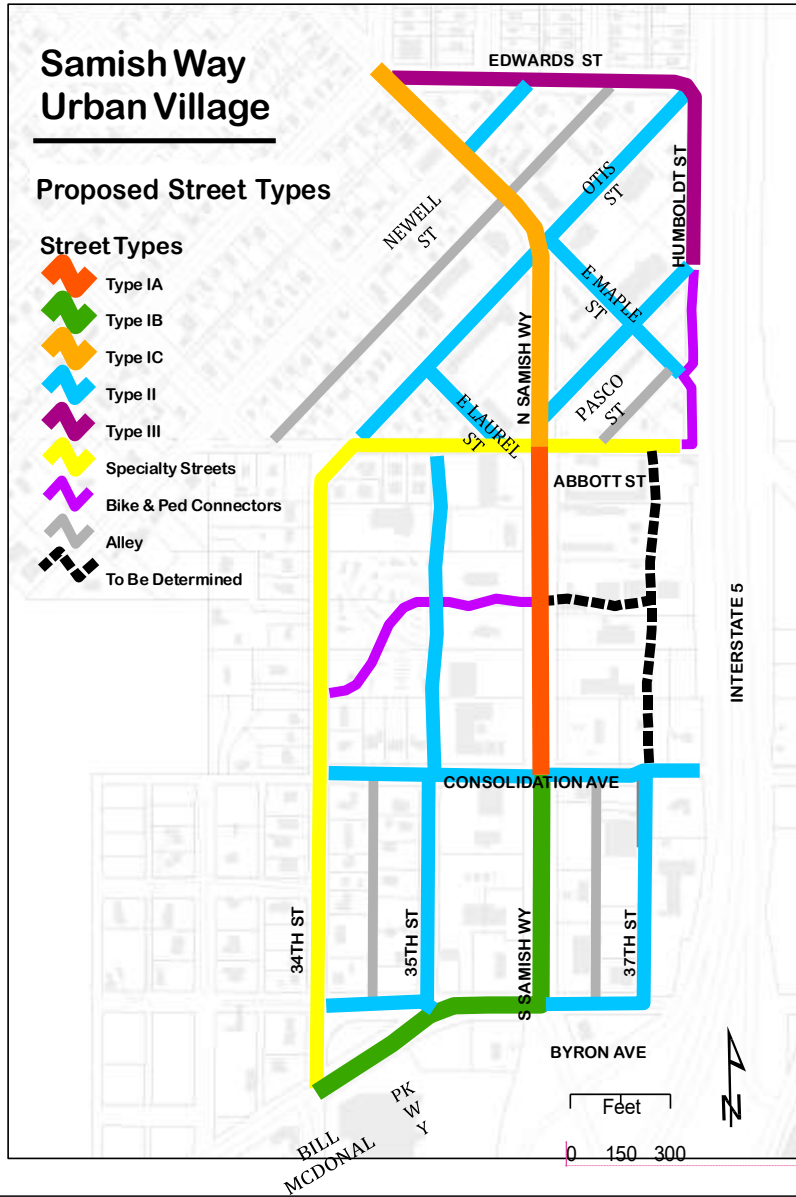 Samish Way
Urban Village
Proposed Street Types
Street Types
Type IA
Type IB
Type IC
Type II
Type III
Specialty Streets
Bike & Ped Connectors
Alley
To Be Determined
EDWARDS ST
NEWELL
ST
OTIS
ST
HUMBOLDT ST
E MAPLE
ST
N SAMISH WY
PASCO
ST
E LAUREL
ST
ABBOTT ST
INTERSTATE 5
CONSOLIDATION AVE
34TH ST
35TH ST
S SAMISH WY
37TH ST
BYRON AVE
PK
W
Y
BILL
MCDONAL
N
Feet
0 150 300